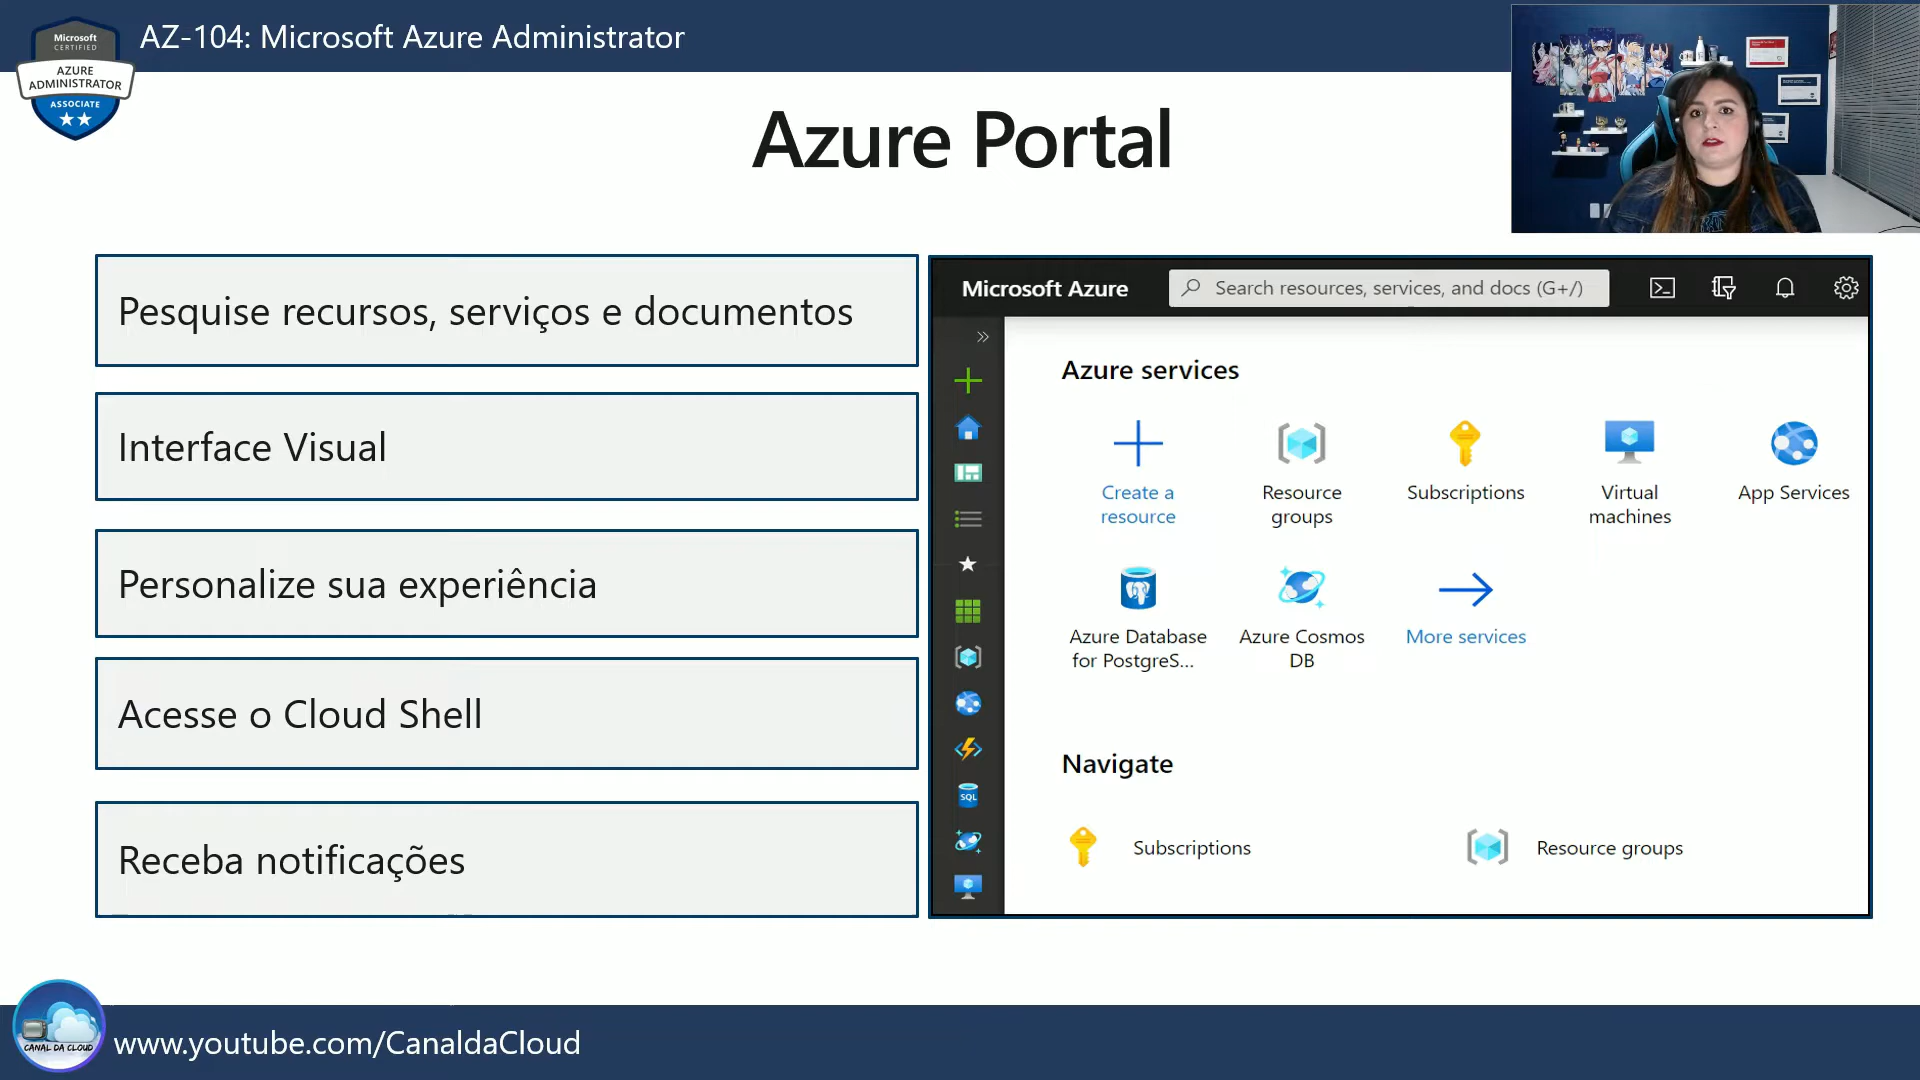 Microsoft
CERTIFIED
AZURE
ADMINISTRATOR
ASSOCIATE
AZ-104: Microsoft Azure Administrator
Azure Portal
Pesquise recursos, serviços e documentos
Interface Visual
Personalize sua experiência
Acesse o Cloud Shell
Receba notificações
Microsoft Azure
Search resources, services, and docs (G+/)
Azure services
Create a
resource
Resource
groups
Subscriptions
Virtual
machines
App Services
Azure Database
for PostgreS...
Azure Cosmos
DB
More services
SQL
Navigate
Subscriptions
Resource groups
CANAL DA CLOUD
www.youtube.com/CanaldaCloud